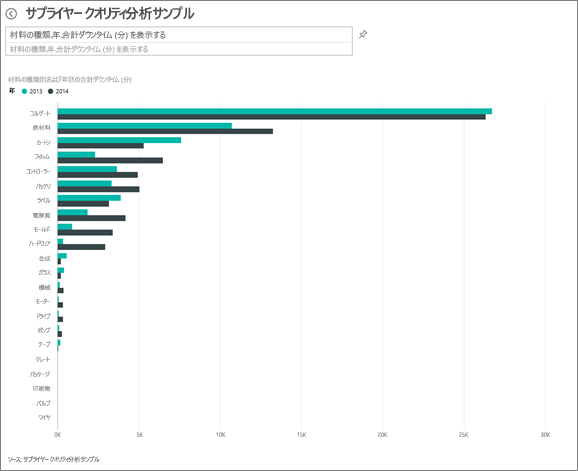 サプライヤー クオリティ分析サンプル
材料の種類,年,合計ダウンタイム (分) を表示する
材料の種類,年,合計ダウンタイム (分) を表示する
材料の種類別および年別の合計ダウンタイム (分)
年 2013 2014
コルゲート
原材料
カートン
フィルム
コントローラー
バッテリ
ラベル
電解質
モールド
ハードウェア
合成
ガラス
機械
モーター
ドライブ
ポンプ
テープ
クレート
パッケージ
印刷物
バルブ
ワイヤ
0K 5K 10K 15K 20K 25K 30K
ソース: サプライヤー クオリティ分析サンプル